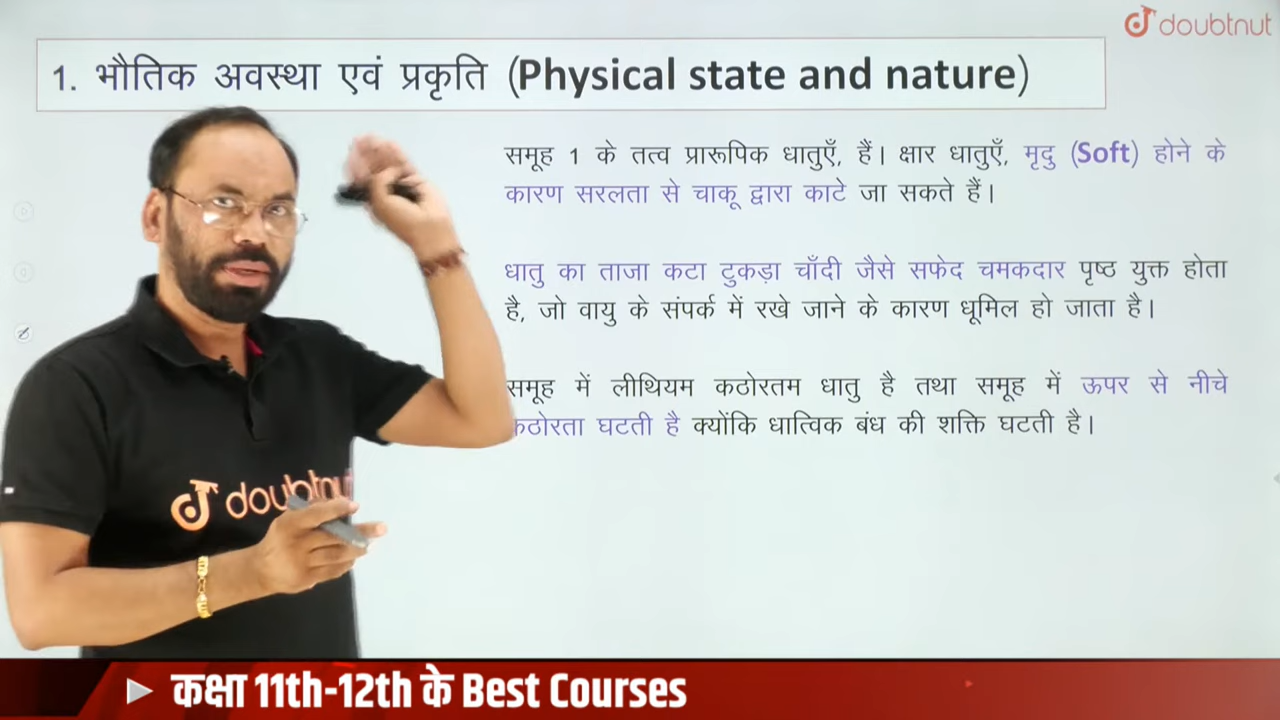 doubtnut
1. भौतिक अवस्था एवं प्रकृति (Physical state and nature)
समूह 1 के तत्व प्रारूपिक धातुएँ, हैं। क्षार धातुएँ, मृदु (Soft) होने के
कारण सरलता से चाकू द्वारा काटे जा सकते हैं।
धातु का ताजा कटा टुकड़ा चाँदी जैसे सफेद चमकदार पृष्ठ युक्त होता
है, जो वायु के संपर्क में रखे जाने के कारण धूमिल हो जाता है।
समूह में लीथियम कठोरतम धातु है तथा समूह में ऊपर से नीचे
कठोरता घटती है क्योंकि धात्विक बंध की शक्ति घटती है।
doubtnut
कक्षा 11th-12th के Best Courses